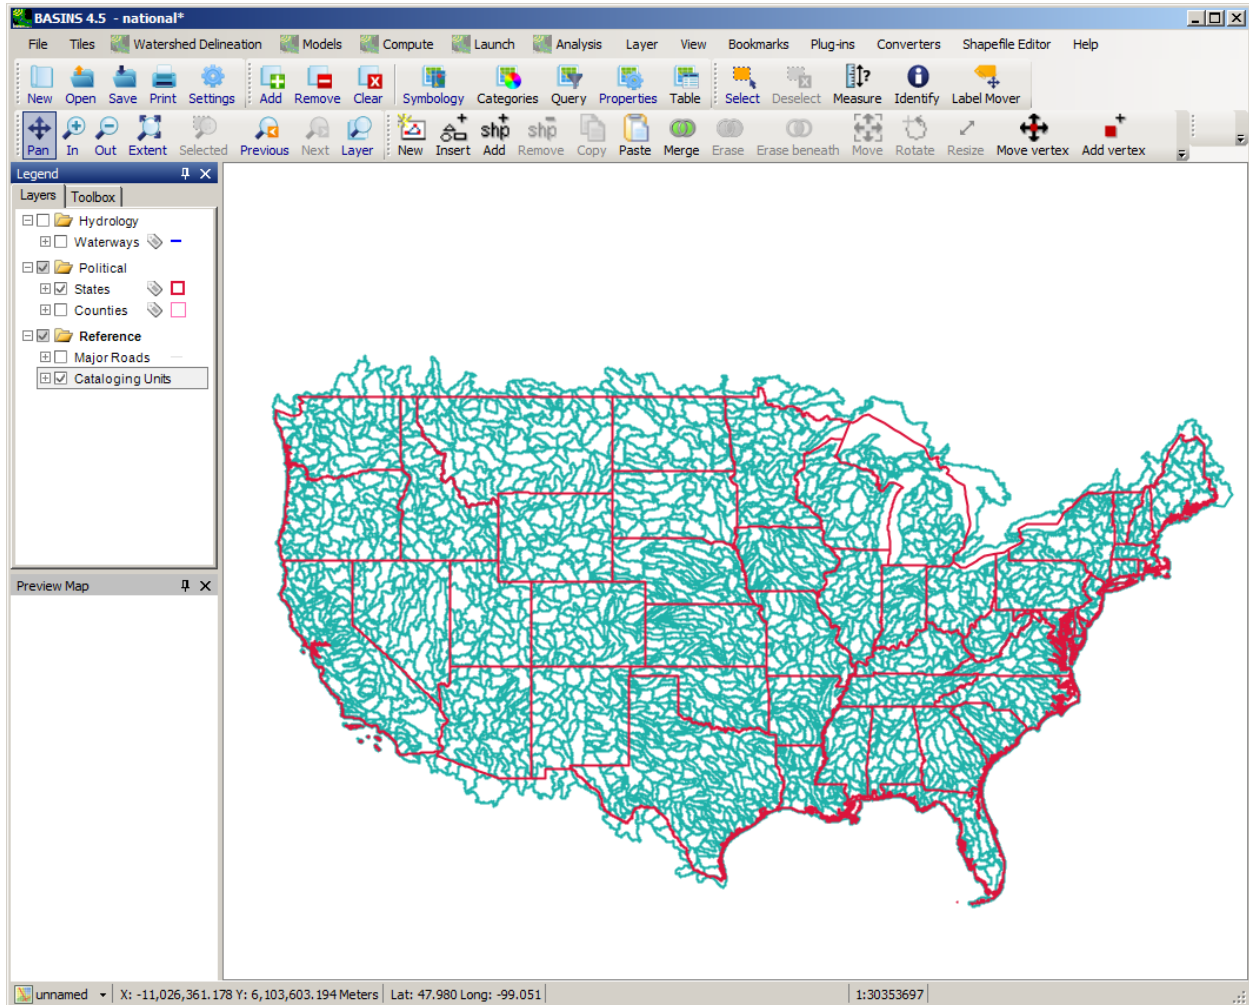 BASINS 4.5 - national*
File Tiles Watershed Delineation Models Compute Launch Analysis Layer View Bookmarks Plug-ins Converters Shapefile Editor Help
New Open Save Print Settings Add Remove Clear Symbology Categories Query Properties Table Select Deselect Measure Identify Label Mover
Pan In Out Extent Selected Previous Next Layer New Insert Add Remove Copy Paste Merge Erase Erase beneath Move Rotate Resize Move vertex Add vertex
Legend
Layers Toolbox
Hydrology
Waterways
Political
States
Counties
Reference
Major Roads
Cataloging Units
Preview Map
unnamed X: -11,026,361.178 Y: 6,103,603.194 Meters Lat: 47.980 Long: -99.051 1:30353697